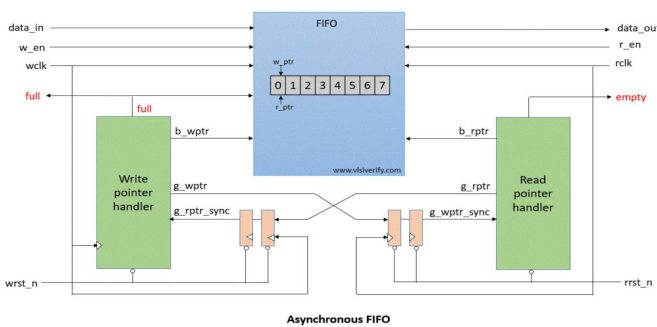 FIFO
data_in
data_out
w_en
r_en
wclk
rclk
w_ptr
0 1 2 3 4 5 6 7
r_ptr
full
full
empty
b_wptr
b_rptr
www.vlsiverify.com
Write
pointer
handler
g_wptr
g_rptr_sync
g_rptr
g_wptr_sync
Read
pointer
handler
wrst_n
rrst_n
Asynchronous FIFO